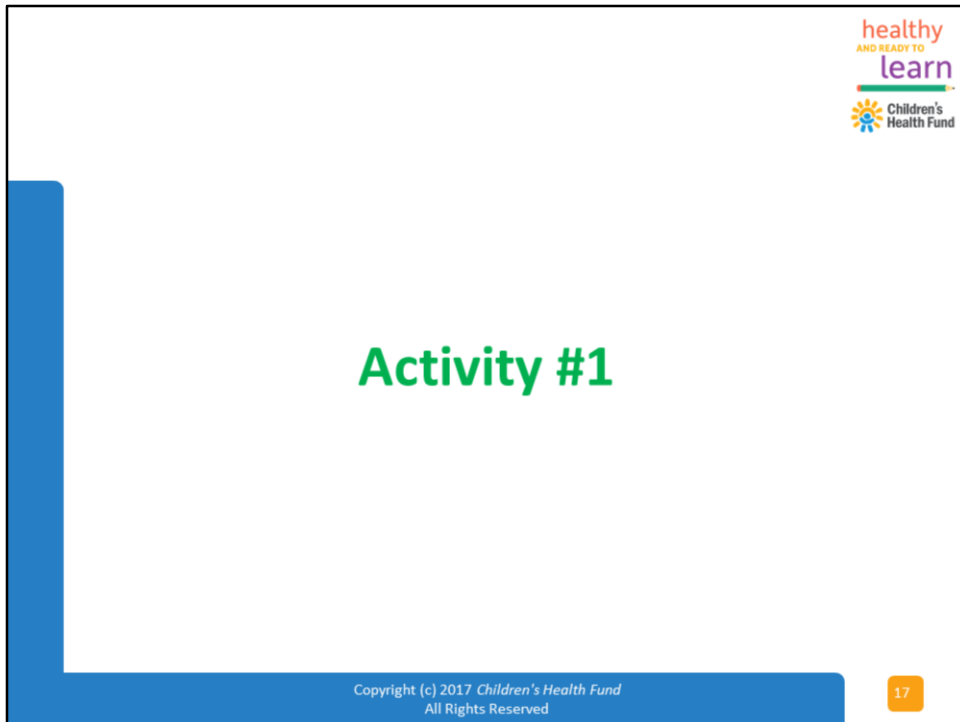 healthy
AND READY TO
learn
Children's
Health Fund
Activity #1
Copyright (c) 2017 Children's Health Fund
All Rights Reserved
17